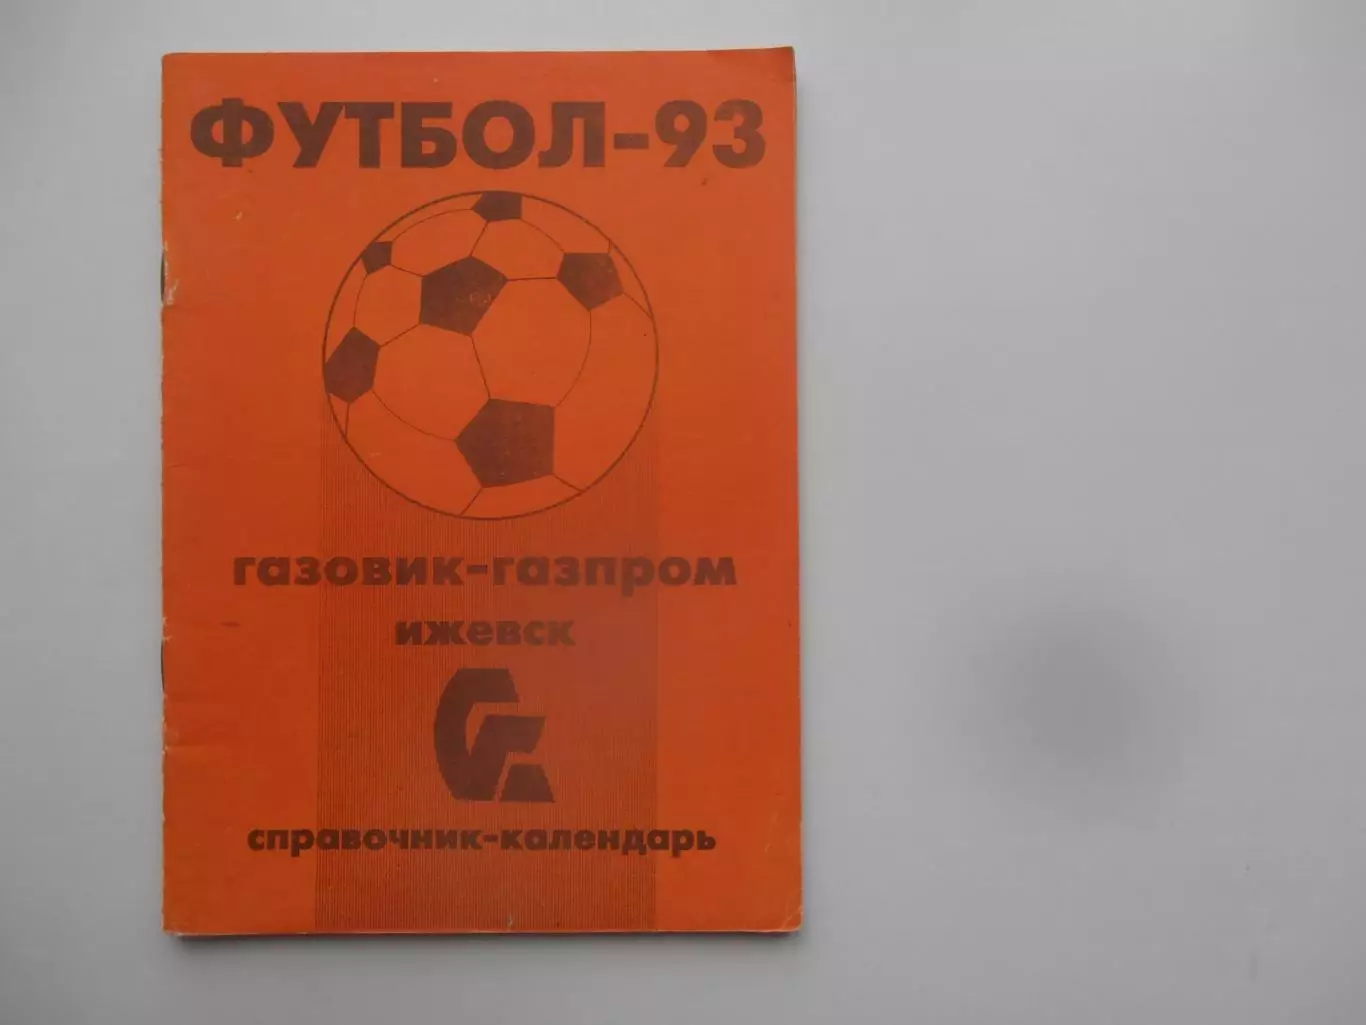 ФУТБОЛ-93
газовик-газпром
ижевск
справочник-календарь